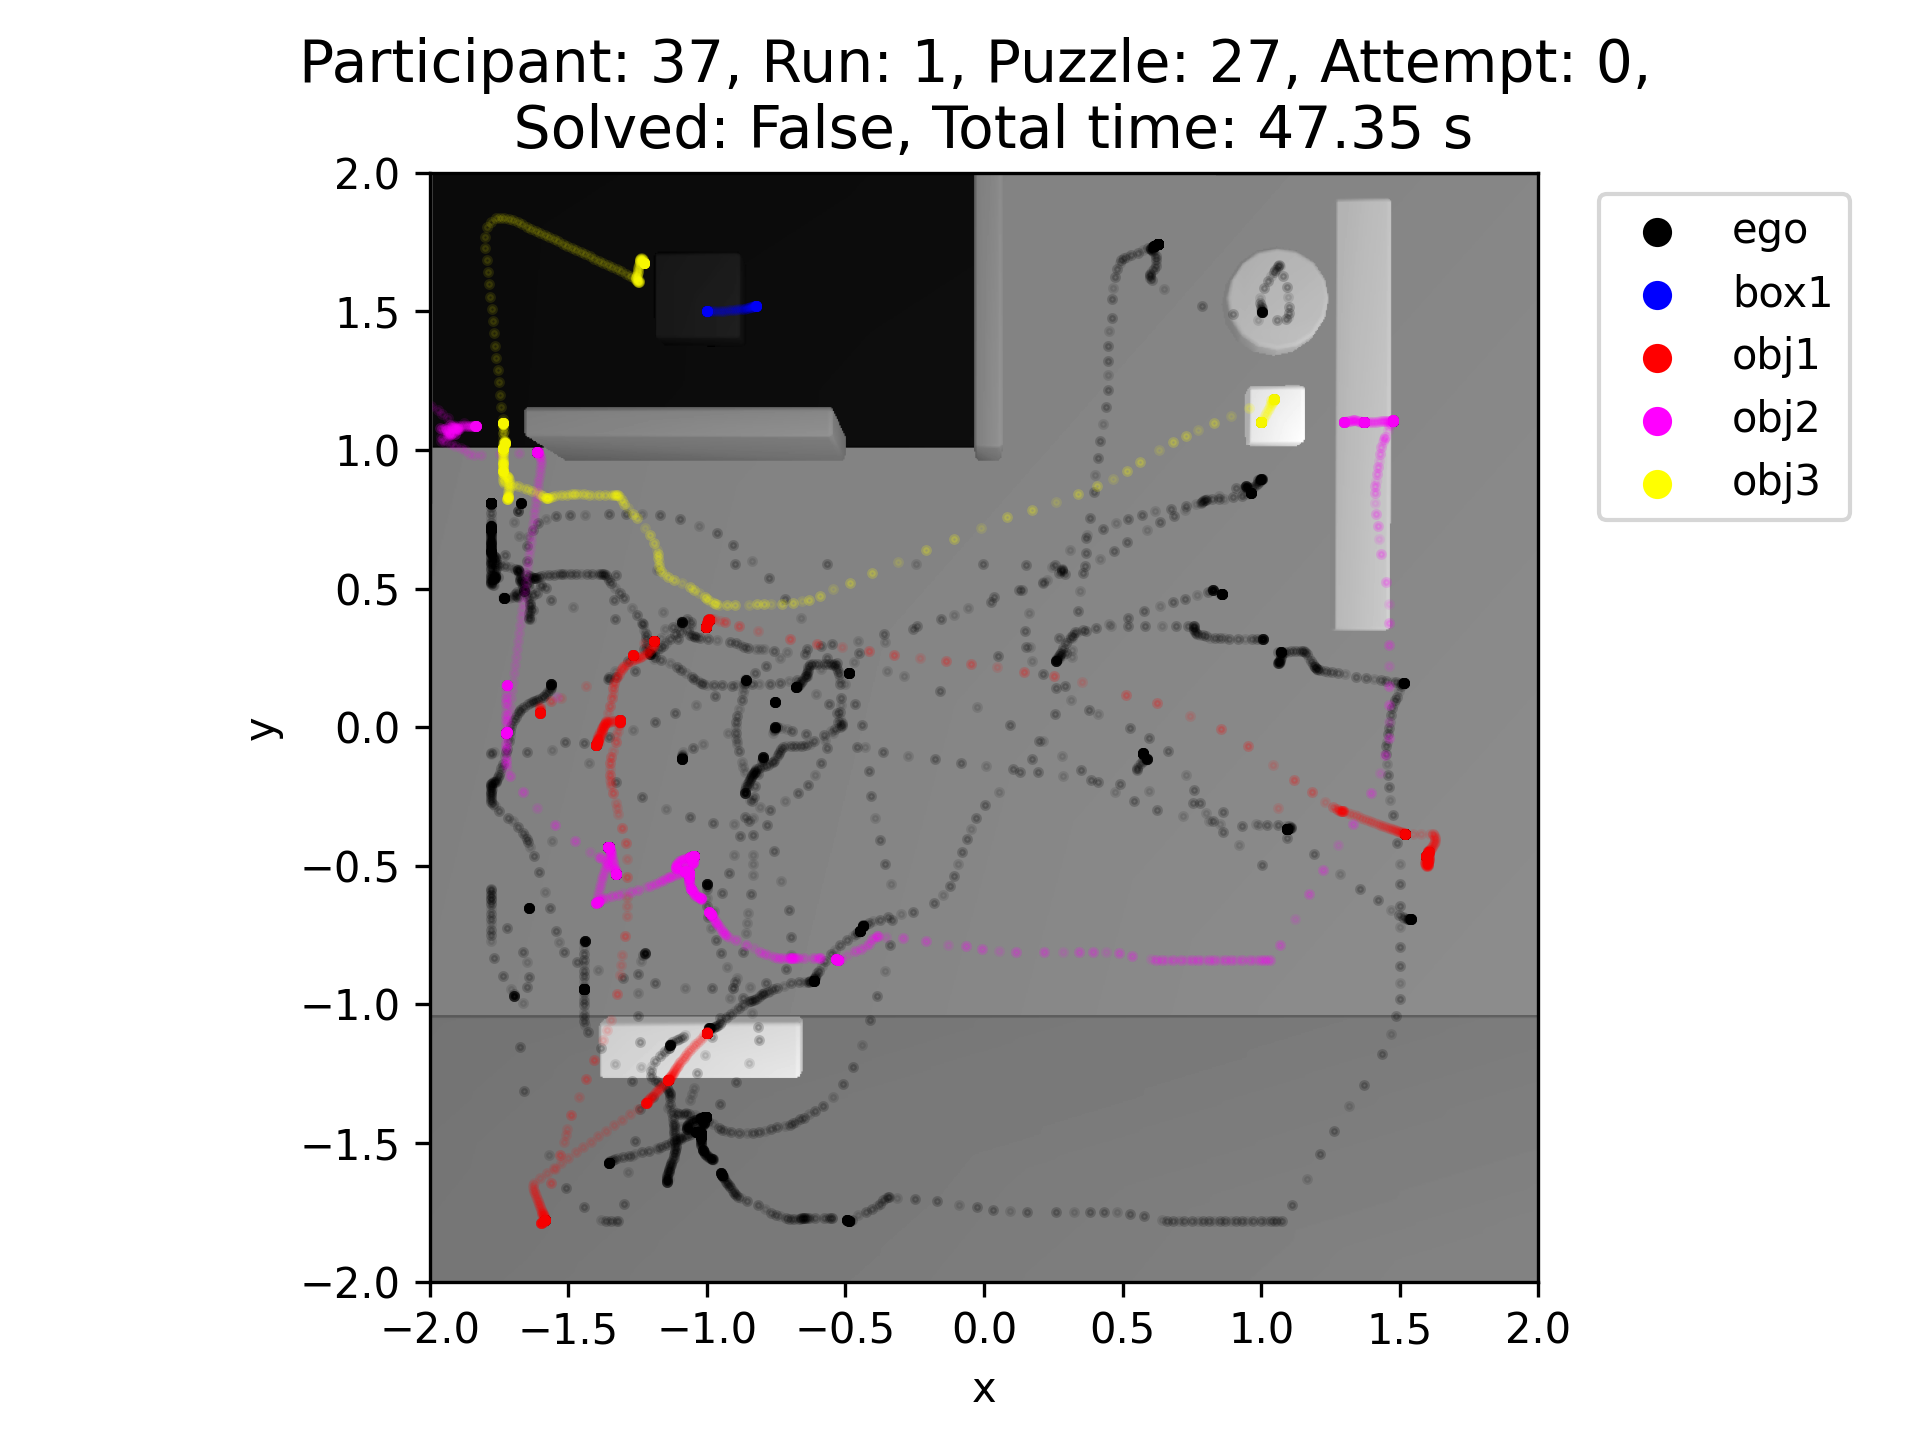 Participant: 37, Run: 1, Puzzle: 27, Attempt: 0,
Solved: False, Total time: 47.35 s
2.0
1.5
1.0
0.5
0.0
−0.5
−1.0
−1.5
−2.0
y
−2.0 −1.5 −1.0 −0.5 0.0 0.5 1.0 1.5 2.0
x
ego
box1
obj1
obj2
obj3